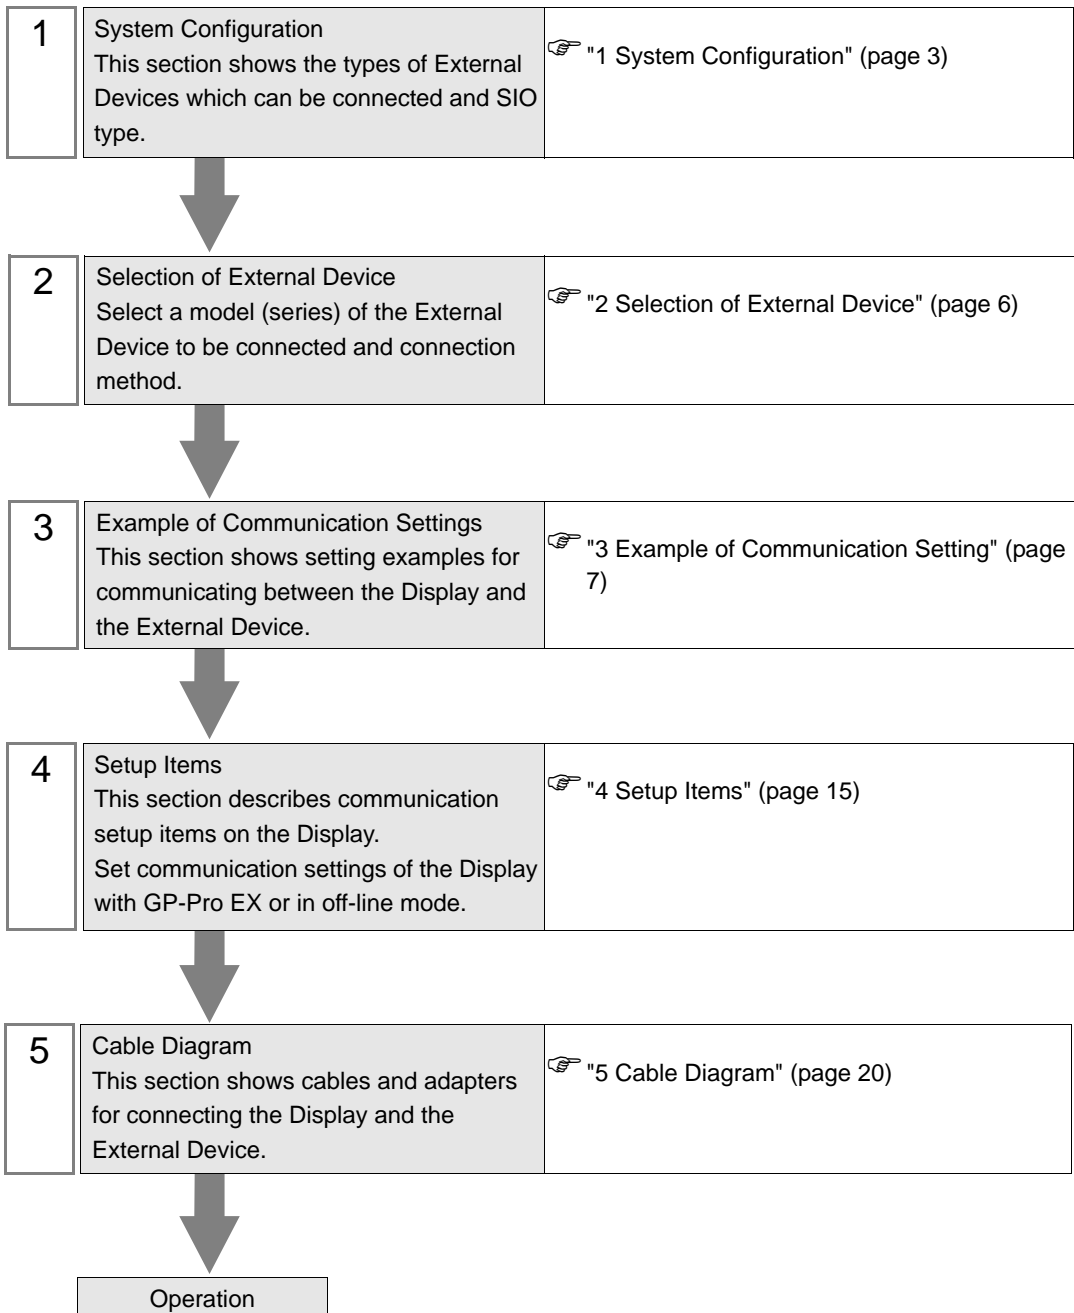 1
System Configuration
This section shows the types of External
Devices which can be connected and SIO
type.
"1 System Configuration" (page 3)
2
Selection of External Device
Select a model (series) of the External
Device to be connected and connection
method.
"2 Selection of External Device" (page 6)
3
Example of Communication Settings
This section shows setting examples for
communicating between the Display and
the External Device.
"3 Example of Communication Setting" (page
7)
4
Setup Items
This section describes communication
setup items on the Display.
Set communication settings of the Display
with GP-Pro EX or in off-line mode.
"4 Setup Items" (page 15)
5
Cable Diagram
This section shows cables and adapters
for connecting the Display and the
External Device.
"5 Cable Diagram" (page 20)
Operation